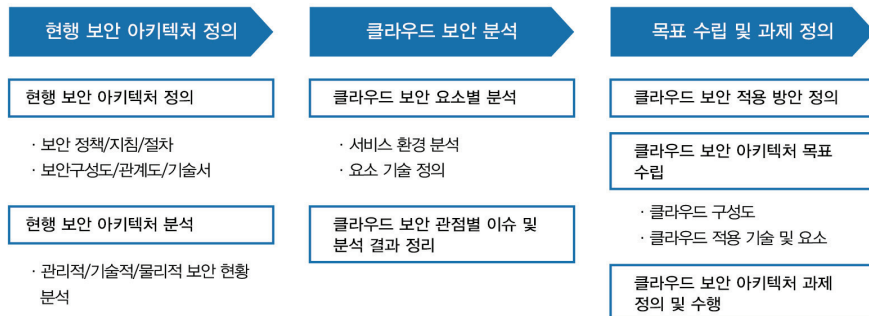 현행 보안 아키텍처 정의
현행 보안 아키텍처 정의
· 보안 정책/지침/절차
· 보안구성도/관계도/기술서
현행 보안 아키텍처 분석
· 관리적/기술적/물리적 보안 현황
분석
클라우드 보안 분석
클라우드 보안 요소별 분석
· 서비스 환경 분석
· 요소 기술 정의
클라우드 보안 관점별 이슈 및
분석 결과 정리
목표 수립 및 과제 정의
클라우드 보안 적용 방안 정의
클라우드 보안 아키텍처 목표
수립
· 클라우드 구성도
· 클라우드 적용 기술 및 요소
클라우드 보안 아키텍처 과제
정의 및 수행